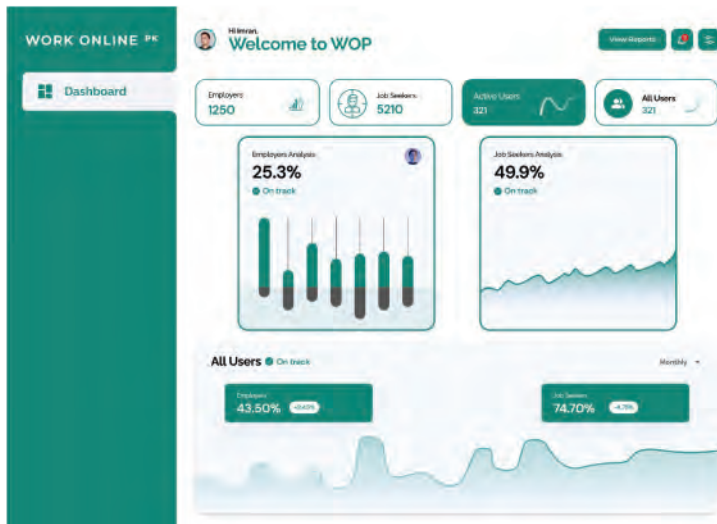 WORK ONLINE PK
Dashboard
Hi Imran,
Welcome to WOP
View Reports
Employers
1250
Job Seekers
5210
Active Users
321
All Users
321
Employers Analysis
25.3%
On track
Job Seekers Analysis
49.9%
On track
All Users On track
Monthly
Employers
43.50%
Job Seekers
74.70%